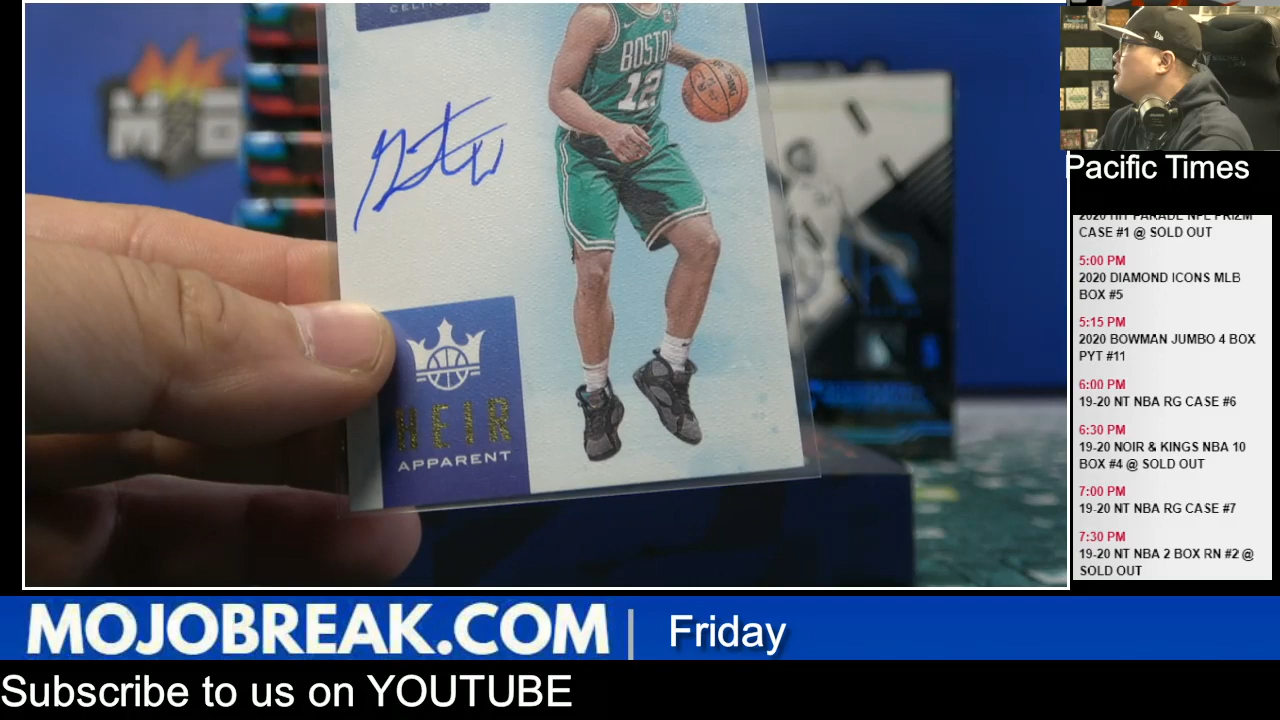 CELTICS
BOSTON
12
HEIR
APPARENT
Pacific Times
2020 HIT PARADE NFL PRIZM
CASE #1 @ SOLD OUT
5:00 PM
2020 DIAMOND ICONS MLB
BOX #5
5:15 PM
2020 BOWMAN JUMBO 4 BOX
PYT #11
6:00 PM
19-20 NT NBA RG CASE #6
6:30 PM
19-20 NOIR & KINGS NBA 10
BOX #4 @ SOLD OUT
7:00 PM
19-20 NT NBA RG CASE #7
7:30 PM
19-20 NT NBA 2 BOX RN #2 @
SOLD OUT
MOJOBREAK.COM | Friday
Subscribe to us on YOUTUBE